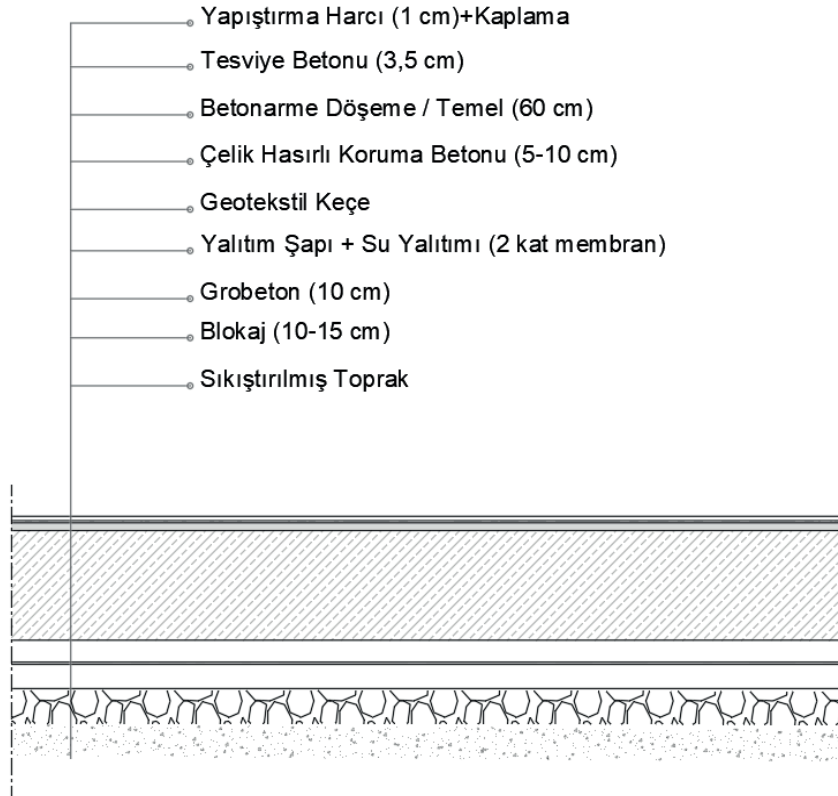 Yapıştırma Harcı (1 cm)+Kaplama
Tesviye Betonu (3,5 cm)
Betonarme Döşeme / Temel (60 cm)
Çelik Hasırlı Koruma Betonu (5-10 cm)
Geotekstil Keçe
Yalıtım Şapı + Su Yalıtımı (2 kat membran)
Grobeton (10 cm)
Blokaj (10-15 cm)
Sıkıştırılmış Toprak